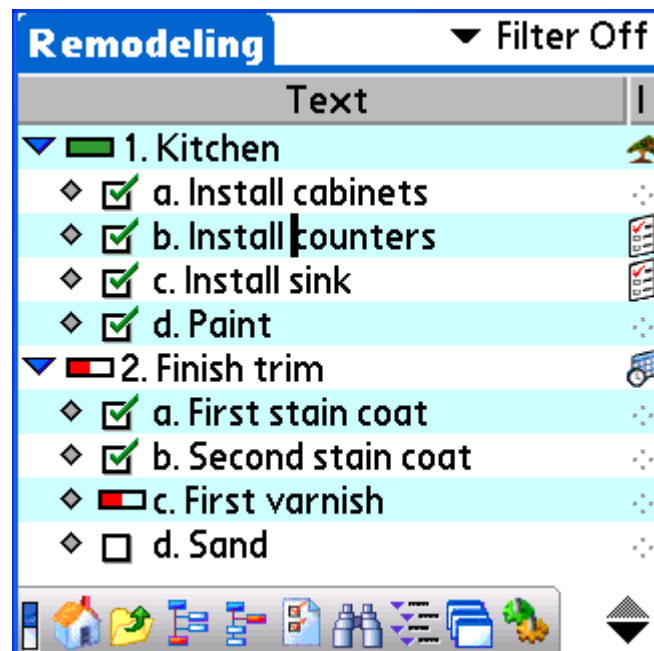 Remodeling Filter Off
Text I
1. Kitchen
a. Install cabinets
b. Install counters
c. Install sink
d. Paint
2. Finish trim
a. First stain coat
b. Second stain coat
c. First varnish
d. Sand